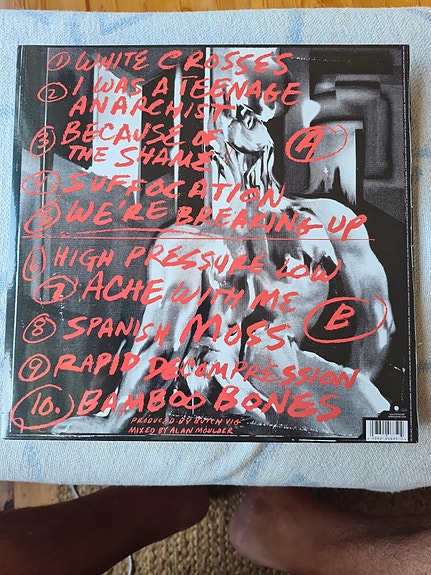 1 WHITE CROSSES
2 I WAS A TEENAGE
ANARCHIST
3 BECAUSE OF
THE SHAME
A
4 SUFFOCATION
5 WE'RE BREAKING UP
6 HIGH PRESSURE LOW
7 ACHE WITH ME
B
8 SPANISH MOSS
9 RAPID DECOMPRESSION
10. BAMBOO BONES
PRODUCED BY BUTCH VIG
MIXED BY ALAN MOULDER